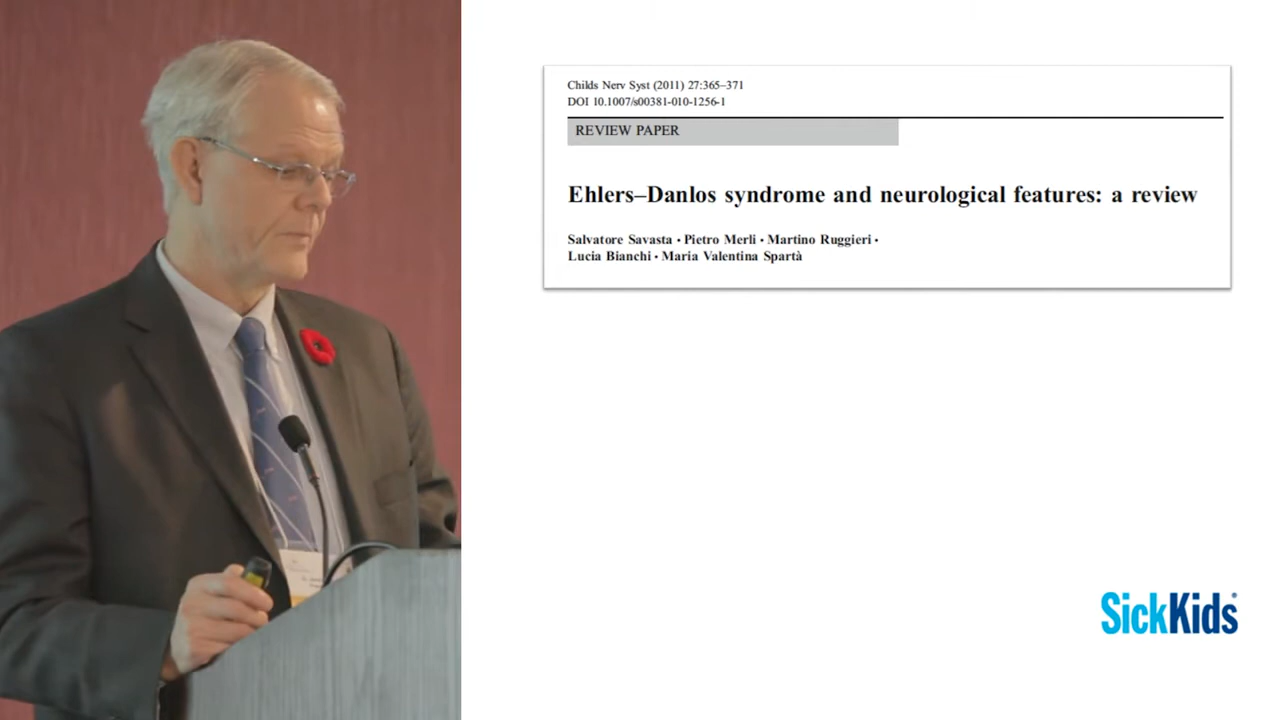 Childs Nerv Syst (2011) 27:365–371
DOI 10.1007/s00381-010-1256-1
REVIEW PAPER
Ehlers–Danlos syndrome and neurological features: a review
Salvatore Savasta • Pietro Merli • Martino Ruggieri •
Lucia Bianchi • Maria Valentina Spartà
SickKids®